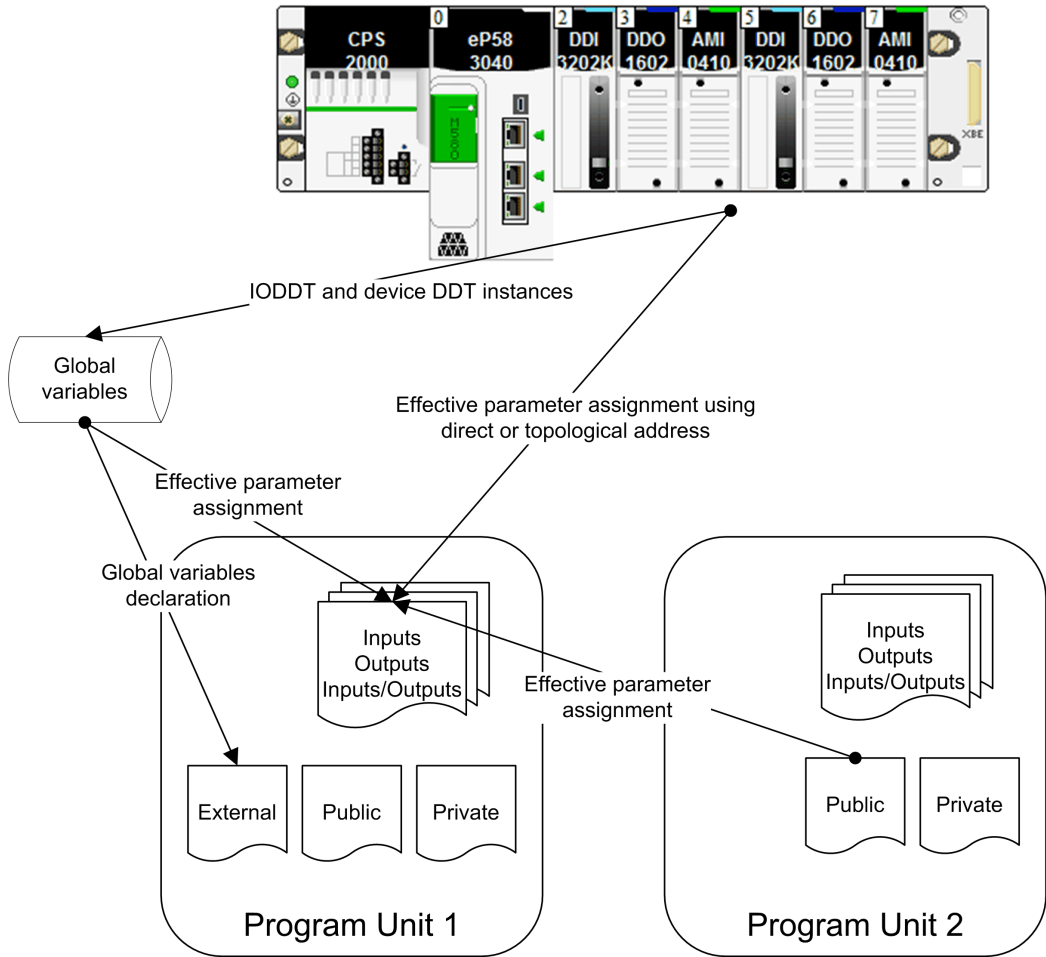 0 2 3 4 5 6 7
CPS
2000
eP58
3040
DDI
3202K
DDO
1602
AMI
0410
DDI
3202K
DDO
1602
AMI
0410
M580
XBE
IODDT and device DDT instances
Global
variables
Effective parameter assignment using
direct or topological address
Effective parameter
assignment
Global variables
declaration
Inputs
Outputs
Inputs/Outputs
Effective parameter
assignment
Inputs
Outputs
Inputs/Outputs
External
Public
Private
Public
Private
Program Unit 1
Program Unit 2